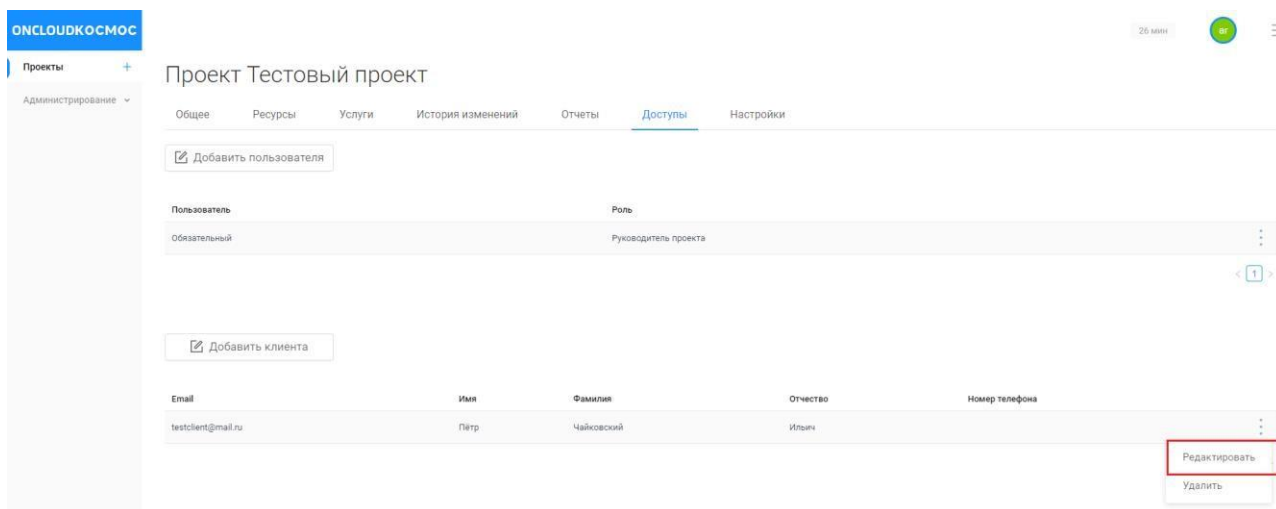 ONCLOUDКОСМОС
26 мин
аг
Проекты +
Администрирование
Проект Тестовый проект
Общее Ресурсы Услуги История изменений Отчеты Доступы Настройки
Добавить пользователя
Пользователь Роль
Обязательный Руководитель проекта
< 1 >
Добавить клиента
Email Имя Фамилия Отчество Номер телефона
testclient@mail.ru Пётр Чайковский Ильич
Редактировать
Удалить